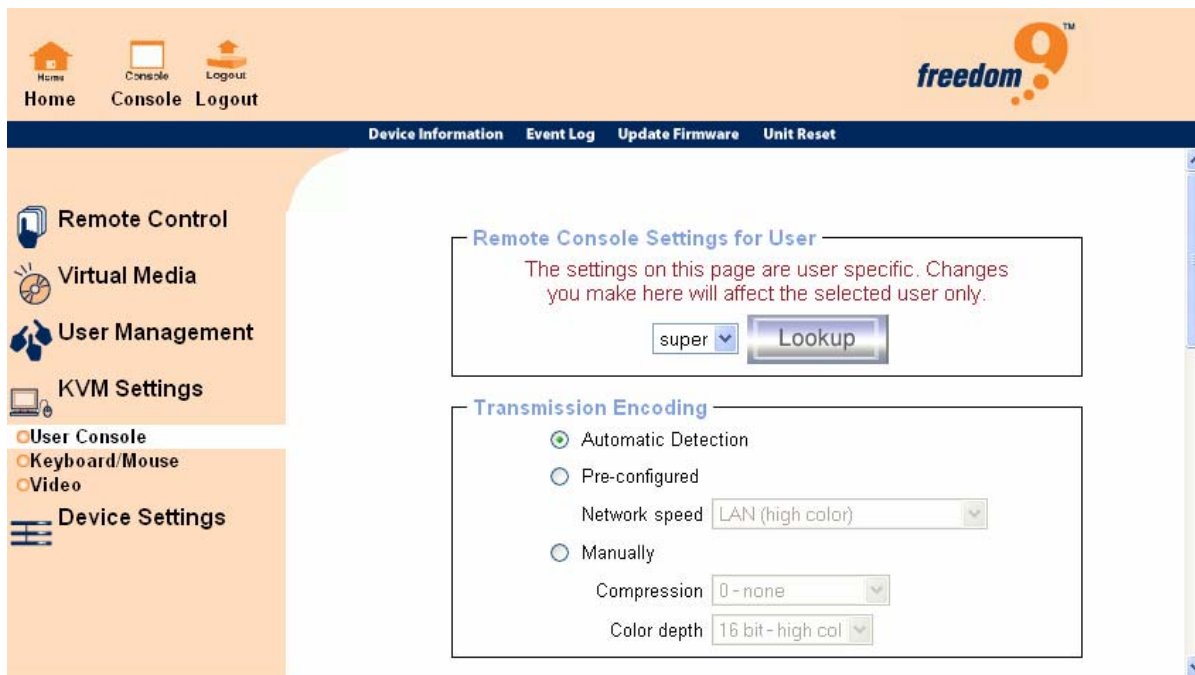 freedom9™
Home Console Logout
Home Console Logout
Device Information Event Log Update Firmware Unit Reset
Remote Control
Virtual Media
User Management
KVM Settings
User Console
Keyboard/Mouse
Video
Device Settings
Remote Console Settings for User
The settings on this page are user specific. Changes
you make here will affect the selected user only.
super Lookup
Transmission Encoding
Automatic Detection
Pre-configured
Network speed LAN (high color)
Manually
Compression 0 - none
Color depth 16 bit - high col